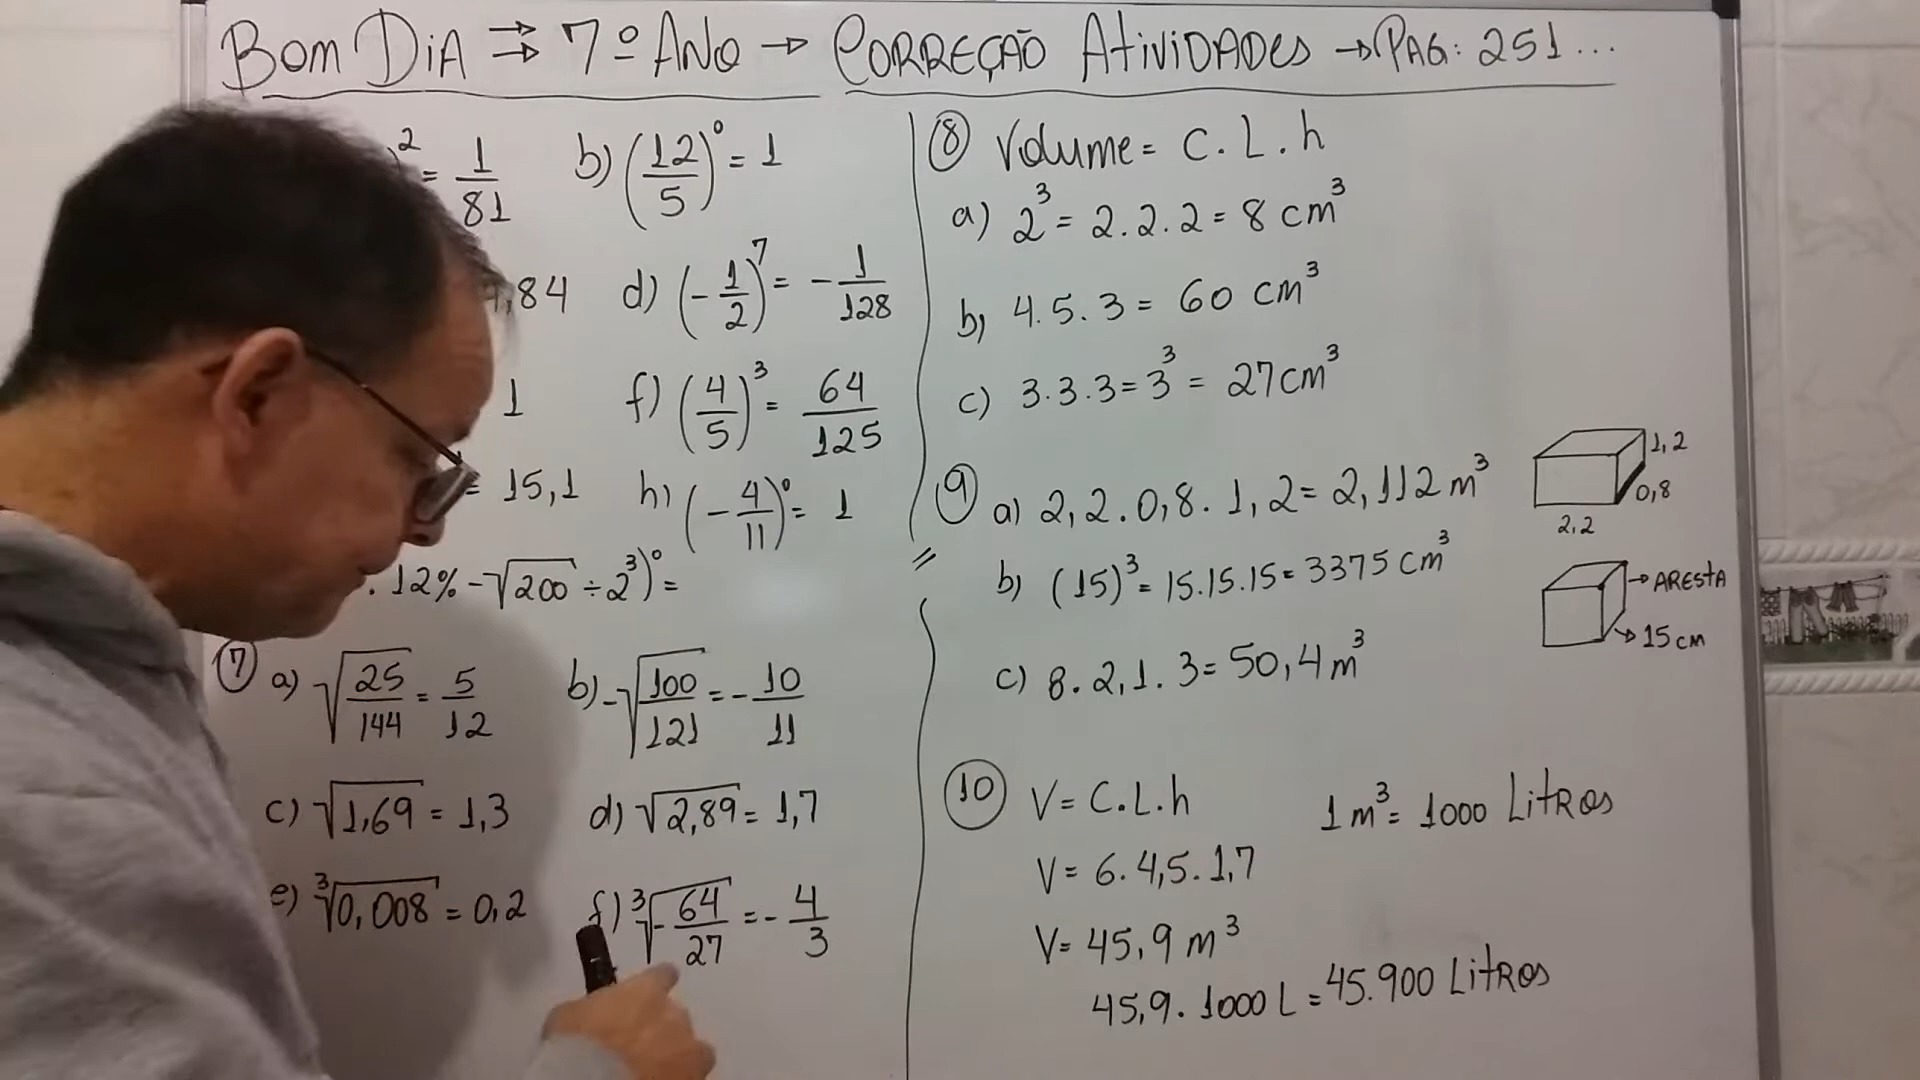 BOM DIA ⇉ 7º ANO → CORREÇÃO ATIVIDADES → PAG: 251...
)² = 1/81 b) (12/5)⁰ = 1
,84 d) (-1/2)⁷ = -1/128
1 f) (4/5)³ = 64/125
= 15,1 h) (-4/11)⁰ = 1
. 12% - √200 ÷ 2³)⁰ =
7 a) √(25/144) = 5/12 b) -√(100/121) = -10/11
c) √1,69 = 1,3 d) √2,89 = 1,7
e) ³√0,008 = 0,2 f) ³√(-64/27) = -4/3
8 Volume = C.L.h
a) 2³ = 2.2.2 = 8 cm³
b) 4.5.3 = 60 cm³
c) 3.3.3 = 3³ = 27 cm³
9 a) 2,2.0,8.1,2 = 2,112 m³
1,2
0,8
2,2
b) (15)³ = 15.15.15 = 3375 cm³
→ ARESTA
→ 15 cm
c) 8.2,1.3 = 50,4 m³
10 V = C.L.h 1 m³ = 1000 LITROS
V = 6.4,5.1,7
V = 45,9 m³
45,9.1000 L = 45.900 LITROS